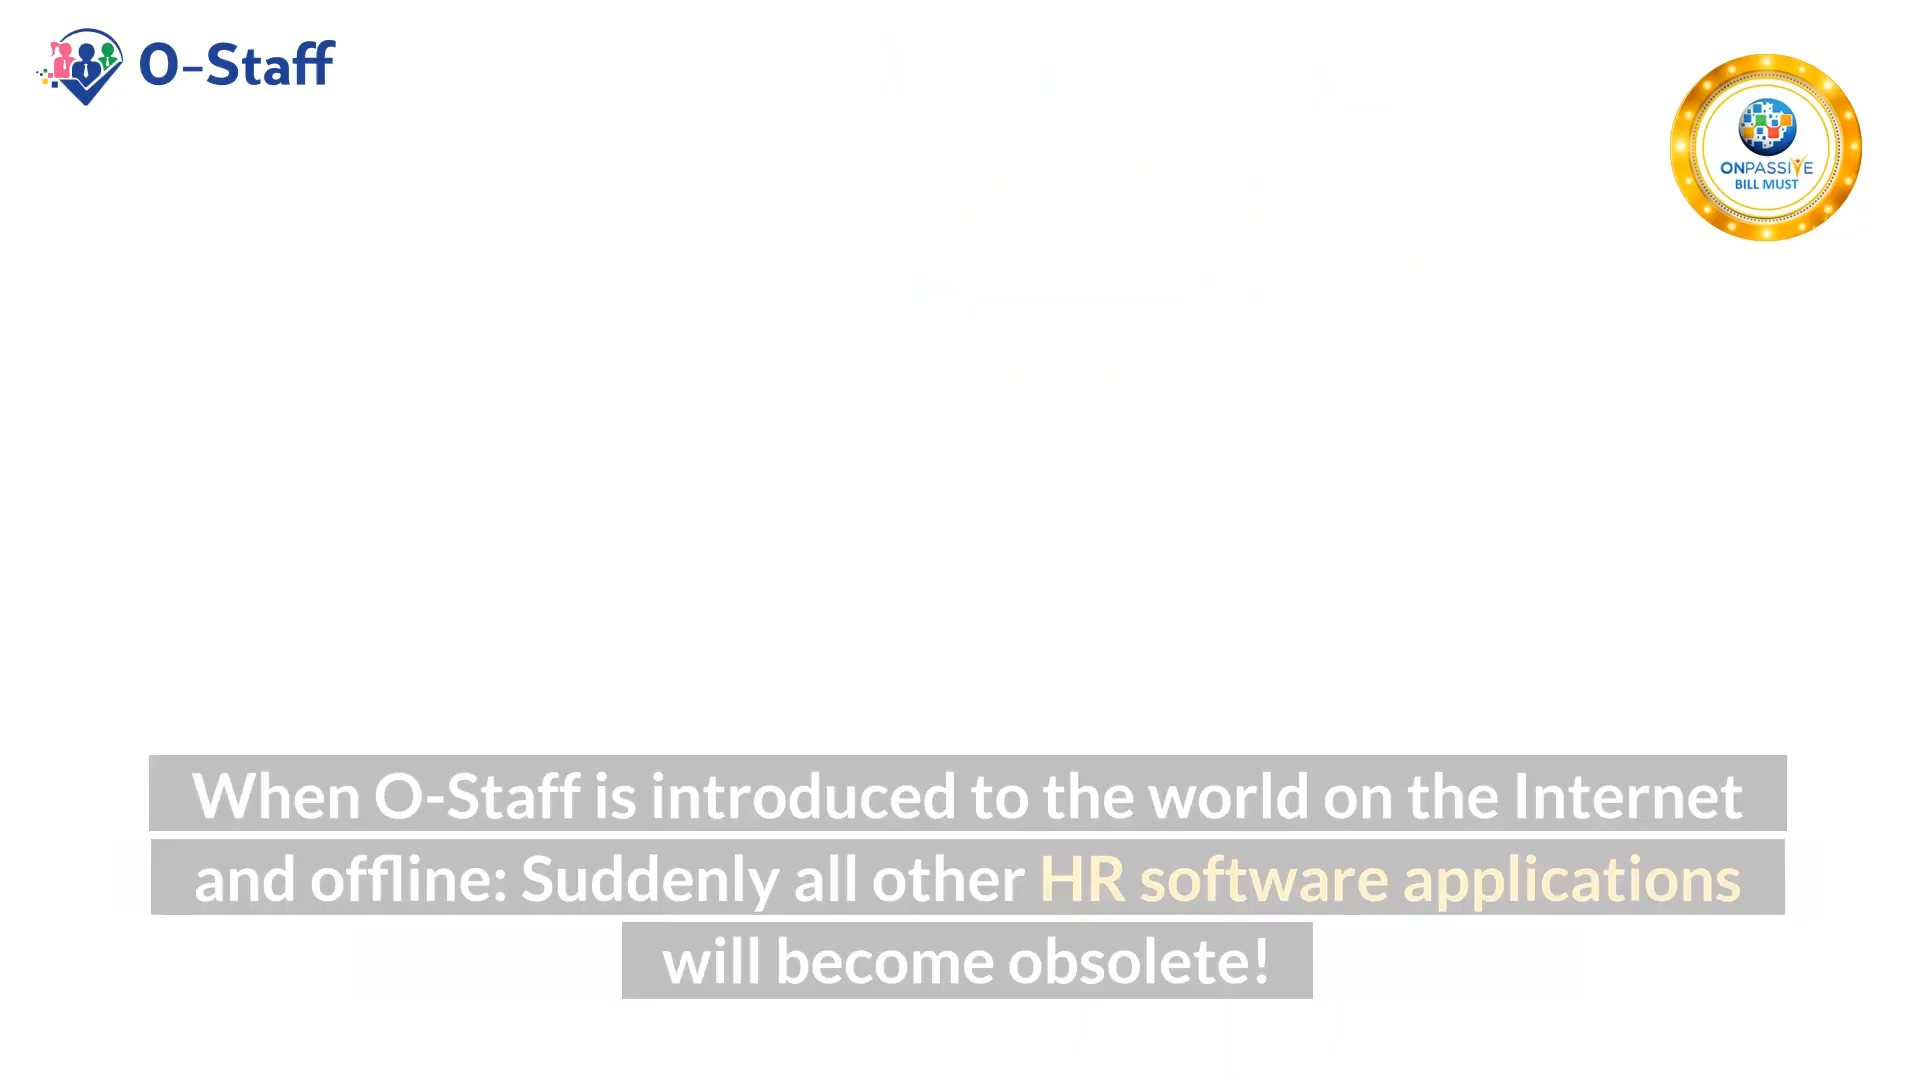 O-Staff
ONPASSIVE
BILL MUST
When O-Staff is introduced to the world on the Internet
and offline: Suddenly all other HR software applications
will become obsolete!